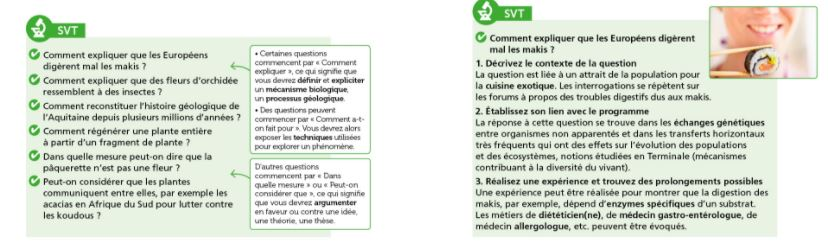 SVT
Comment expliquer que les Européens
digèrent mal les makis ?
Comment expliquer que des fleurs d'orchidée
ressemblent à des insectes ?
Comment reconstituer l'histoire géologique de
l'Aquitaine depuis plusieurs millions d'années ?
Comment régénérer une plante entière
à partir d'un fragment de plante ?
Dans quelle mesure peut-on dire que la
pâquerette n'est pas une fleur ?
Peut-on considérer que les plantes
communiquent entre elles, par exemple les
acacias en Afrique du Sud pour lutter contre
les koudous ?
• Certaines questions
commencent par « Comment
expliquer », ce qui signifie que
vous devrez définir et expliciter
un mécanisme biologique,
un processus géologique.
• Des questions peuvent
commencer par « Comment a-t-
on fait pour ». Vous devrez alors
exposer les techniques utilisées
pour explorer un phénomène.
D'autres questions
commencent par « Dans
quelle mesure » ou « Peut-on
considérer que », ce qui signifie
que vous devrez argumenter
en faveur ou contre une idée,
une théorie, une thèse.
SVT
Comment expliquer que les Européens digèrent
mal les makis ?
1. Décrivez le contexte de la question
La question est liée à un attrait de la population pour
la cuisine exotique. Les interrogations se répètent sur
les forums à propos des troubles digestifs dus aux makis.
2. Établissez son lien avec le programme
La réponse à cette question se trouve dans les échanges génétiques
entre organismes non apparentés et dans les transferts horizontaux
très fréquents qui ont des effets sur l'évolution des populations
et des écosystèmes, notions étudiées en Terminale (mécanismes
contribuant à la diversité du vivant).
3. Réalisez une expérience et trouvez des prolongements possibles
Une expérience peut être réalisée pour montrer que la digestion des
makis, par exemple, dépend d'enzymes spécifiques d'un substrat.
Les métiers de diététicien(ne), de médecin gastro-entérologue, de
médecin allergologue, etc. peuvent être évoqués.